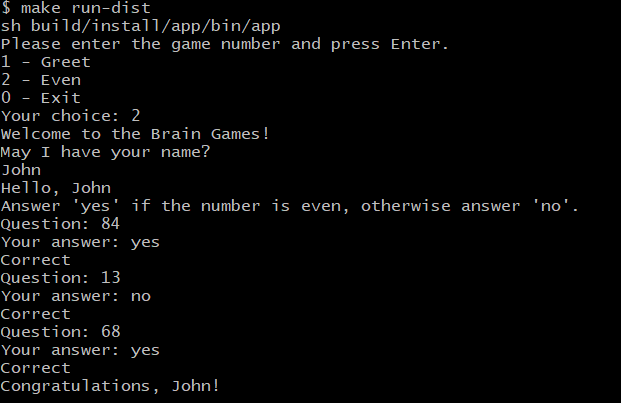 $ make run-dist
sh build/install/app/bin/app
Please enter the game number and press Enter.
1 - Greet
2 - Even
0 - Exit
Your choice: 2
Welcome to the Brain Games!
May I have your name?
John
Hello, John
Answer 'yes' if the number is even, otherwise answer 'no'.
Question: 84
Your answer: yes
Correct
Question: 13
Your answer: no
Correct
Question: 68
Your answer: yes
Correct
Congratulations, John!